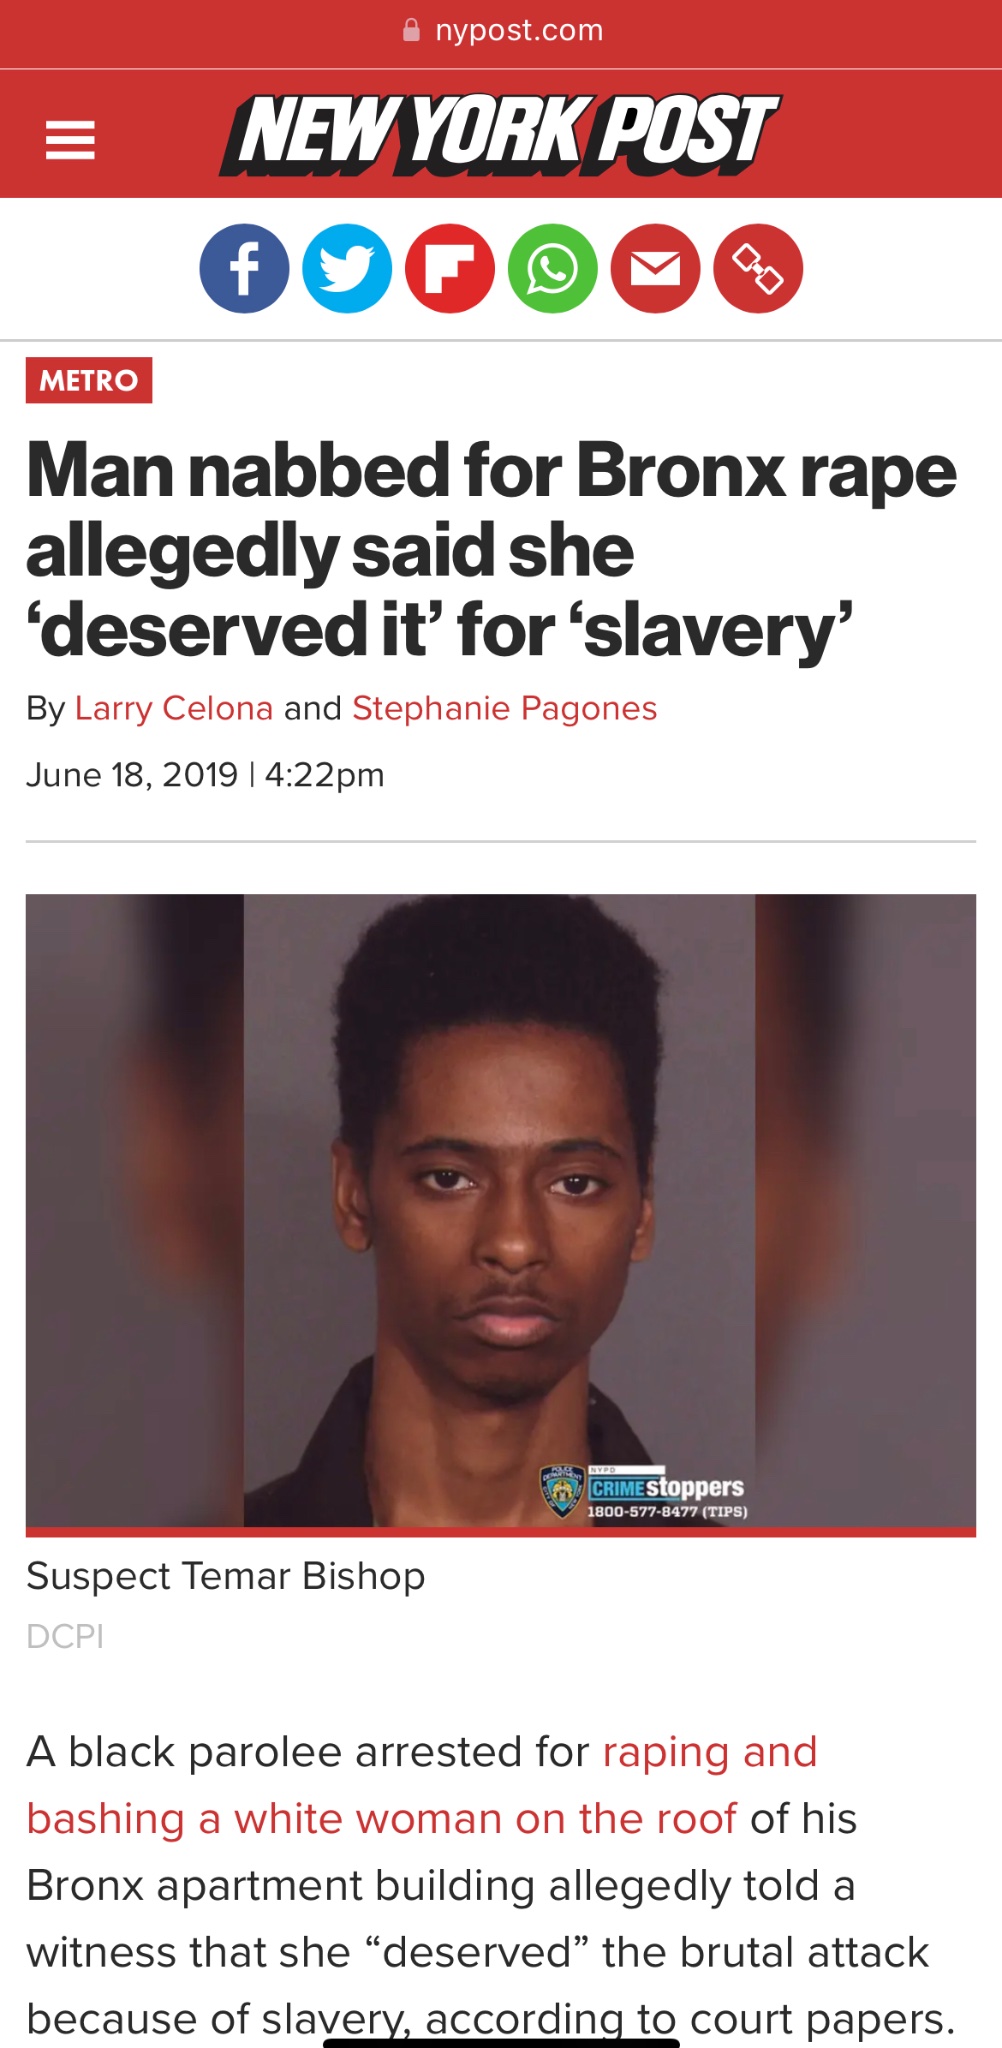 nypost.com
NEW YORK POST
METRO
Man nabbed for Bronx rape
allegedly said she
‘deserved it’ for ‘slavery’
By Larry Celona and Stephanie Pagones
June 18, 2019 | 4:22pm
POLICE
DEPARTMENT
NYPD
CRIMEstoppers
1800-577-8477 (TIPS)
Suspect Temar Bishop
DCPI
A black parolee arrested for raping and
bashing a white woman on the roof of his
Bronx apartment building allegedly told a
witness that she “deserved” the brutal attack
because of slavery, according to court papers.